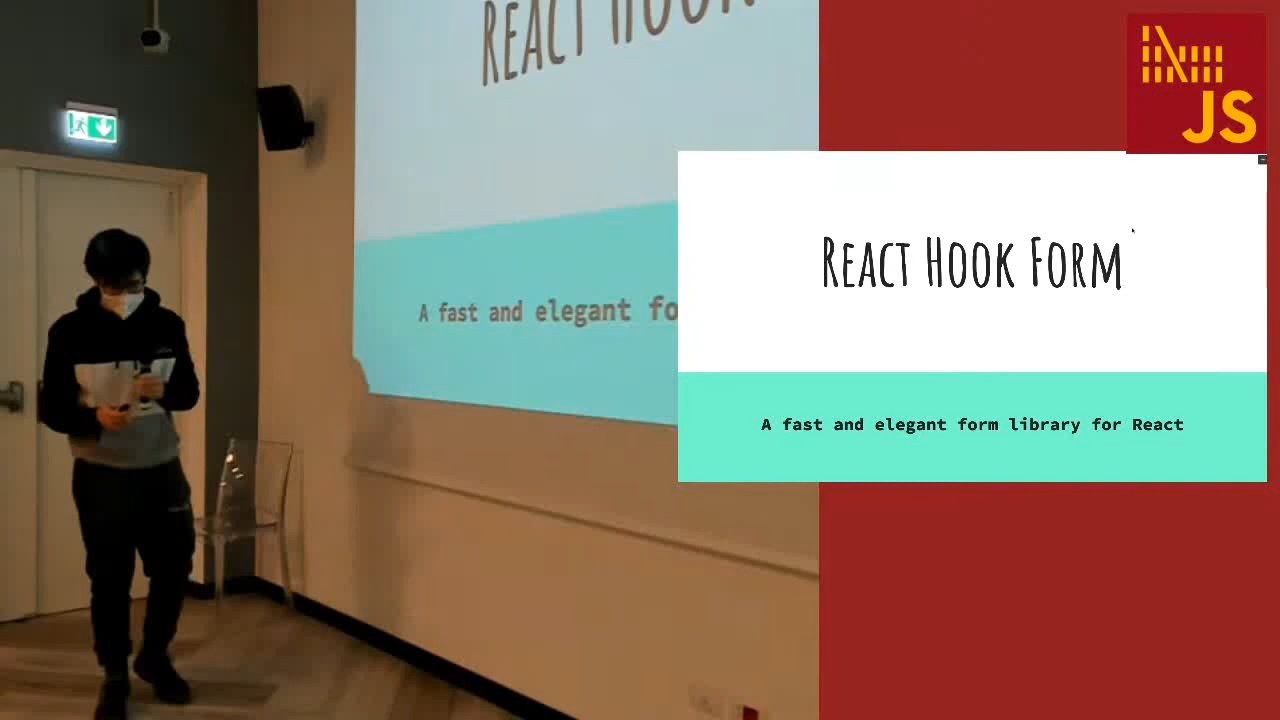 REACT HOOK
A fast and elegant fo
JS
REACT HOOK FORM
A fast and elegant form library for React